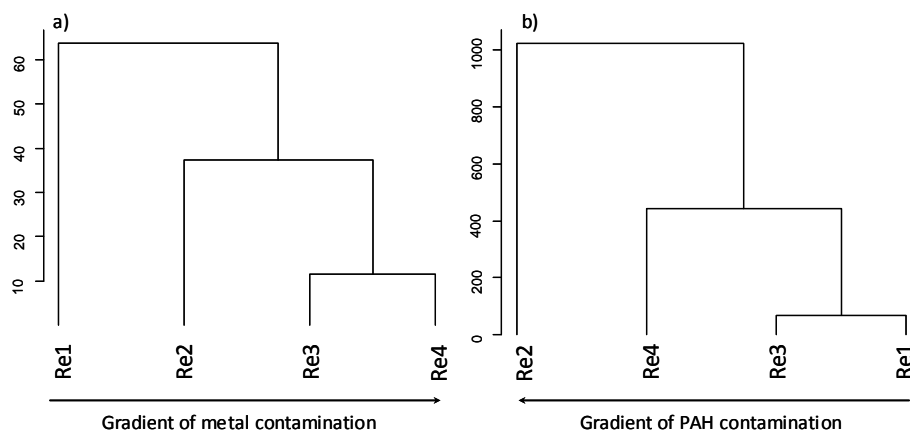 a)
60
50
40
30
20
10
Re1
Re2
Re3
Re4
Gradient of metal contamination
b)
1000
800
600
400
200
0
Re2
Re4
Re3
Re1
Gradient of PAH contamination